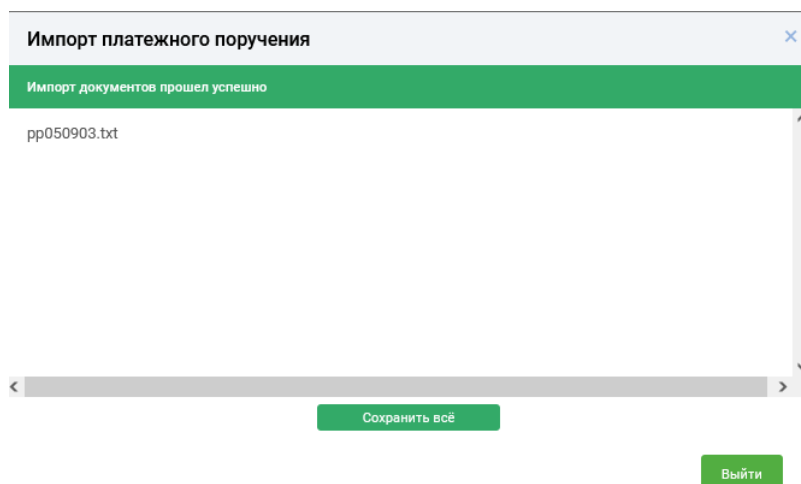 Импорт платежного поручения
Импорт документов прошел успешно
pp050903.txt
Сохранить всё
Выйти